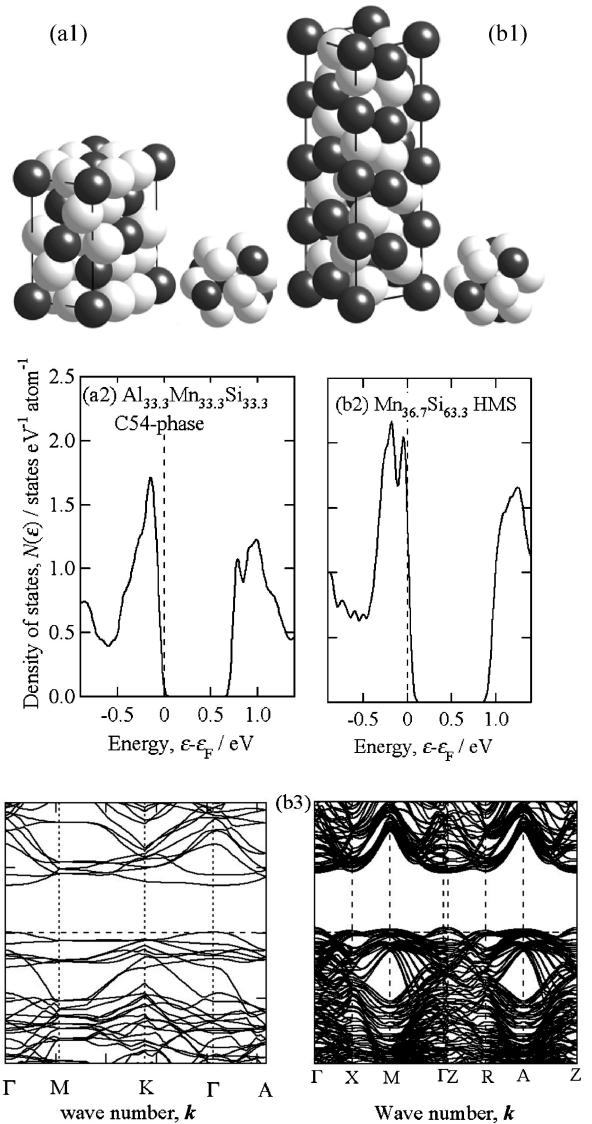 (a1)
(b1)
(a2) Al33.3Mn33.3Si33.3
C54-phase
(b2) Mn36.7Si63.3 HMS
Density of states, N(ε) / states eV-1 atom-1
2.5
2.0
1.5
1.0
0.5
0.0
-0.5 0 0.5 1.0
-0.5 0 0.5 1.0
Energy, ε-εF / eV
Energy, ε-εF / eV
(b3)
Γ M K Γ A
Γ X M Γ Z R A Z
wave number, k
Wave number, k